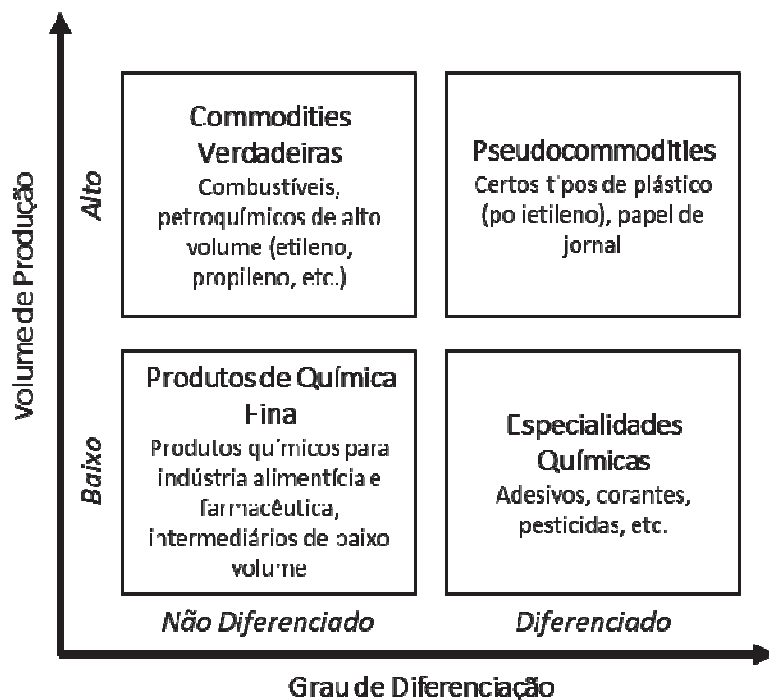 Volume de Produção
Alto
Commodities
Verdadeiras
Combustíveis,
petroquímicos de alto
volume (etileno,
propileno, etc.)
Pseudocommodities
Certos tipos de plástico
(po ietileno), papel de
jornal
Baixo
Produtos de Química
Fina
Produtos químicos para
indústria alimentícia e
farmacêutica,
intermediários de baixo
volume
Especialidades
Químicas
Adesivos, corantes,
pesticidas, etc.
Não Diferenciado
Diferenciado
Grau de Diferenciação